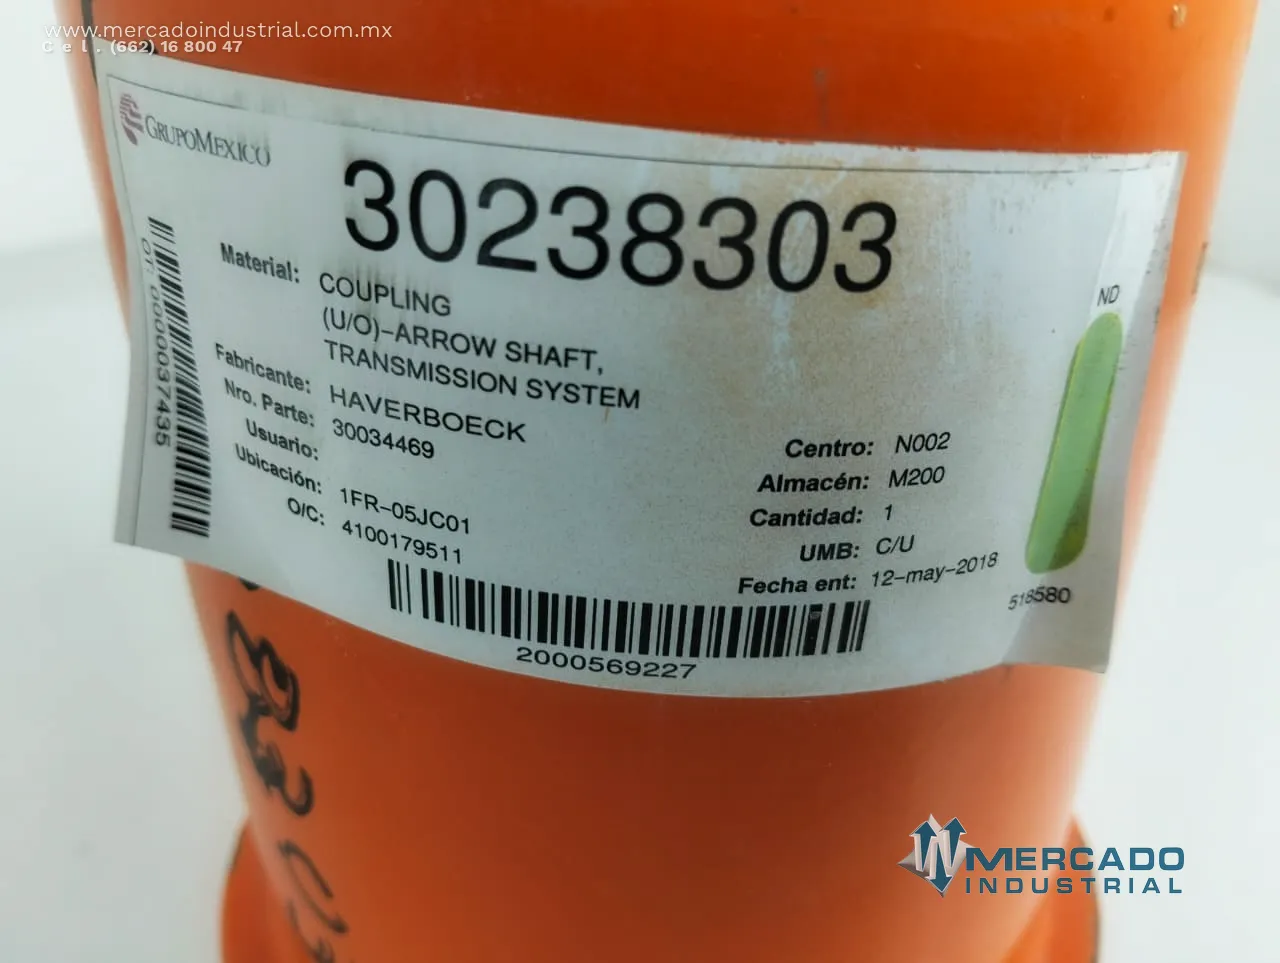 www.mercadoindustrial.com.mx
Cel. (662) 16 800 47
GRUPOMEXICO
30238303
OT: 000037435
Material: COUPLING
(U/O)-ARROW SHAFT,
TRANSMISSION SYSTEM
Fabricante: HAVERBOECK
Nro. Parte: 30034469
Usuario:
Ubicación: 1FR-05JC01
O/C: 4100179511
Centro: N002
Almacén: M200
Cantidad: 1
UMB: C/U
Fecha ent: 12-may-2018
ND
518580
2000569227
MERCADO
INDUSTRIAL